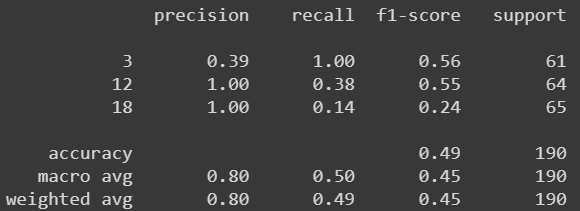 precision recall f1-score support
3 0.39 1.00 0.56 61
12 1.00 0.38 0.55 64
18 1.00 0.14 0.24 65
accuracy 0.49 190
macro avg 0.80 0.50 0.45 190
weighted avg 0.80 0.49 0.45 190